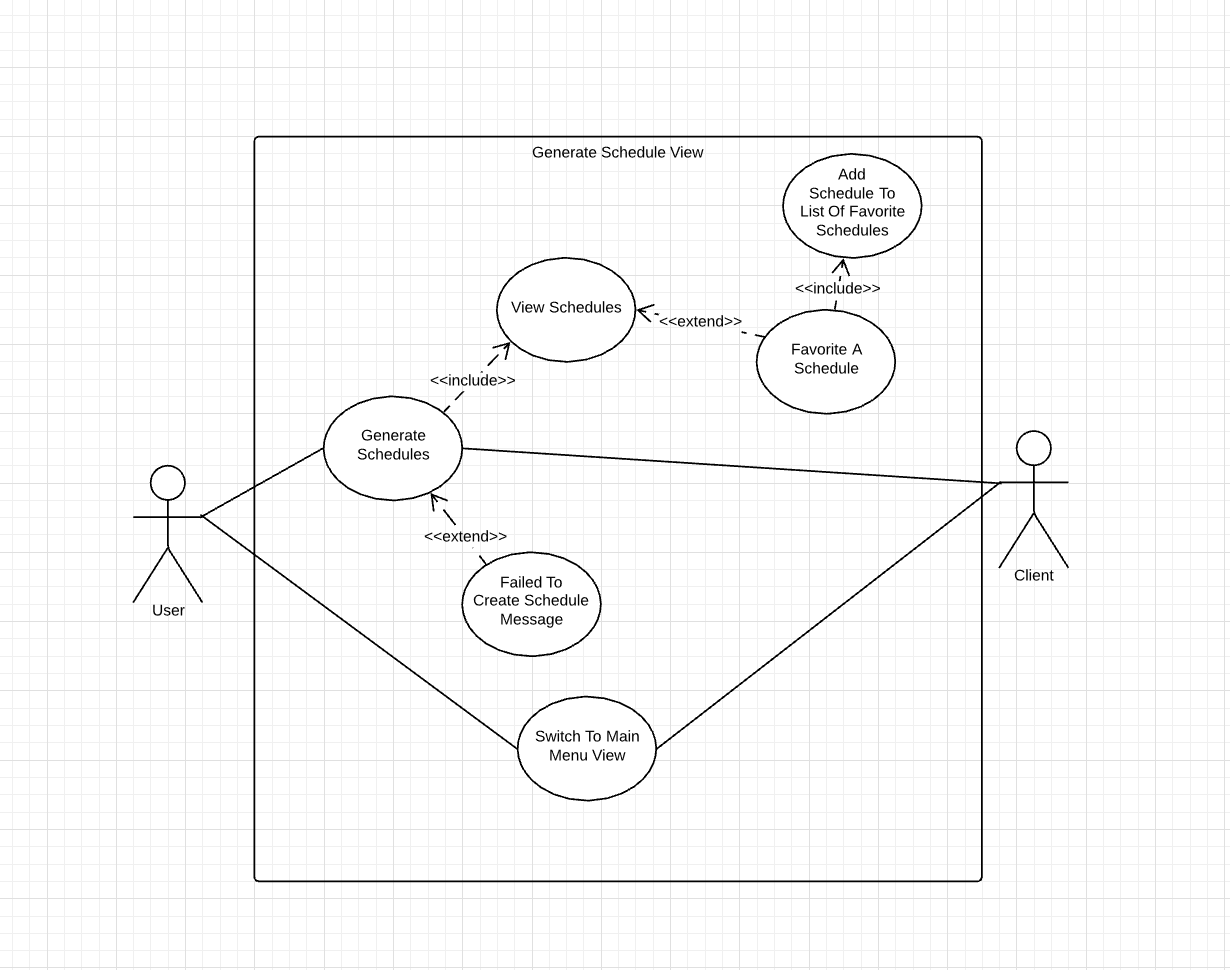 Generate Schedule View
Add
Schedule To
List Of Favorite
Schedules
<<include>>
View Schedules
<<extend>>
Favorite A
Schedule
<<include>>
Generate
Schedules
<<extend>>
Failed To
Create Schedule
Message
User
Client
Switch To Main
Menu View